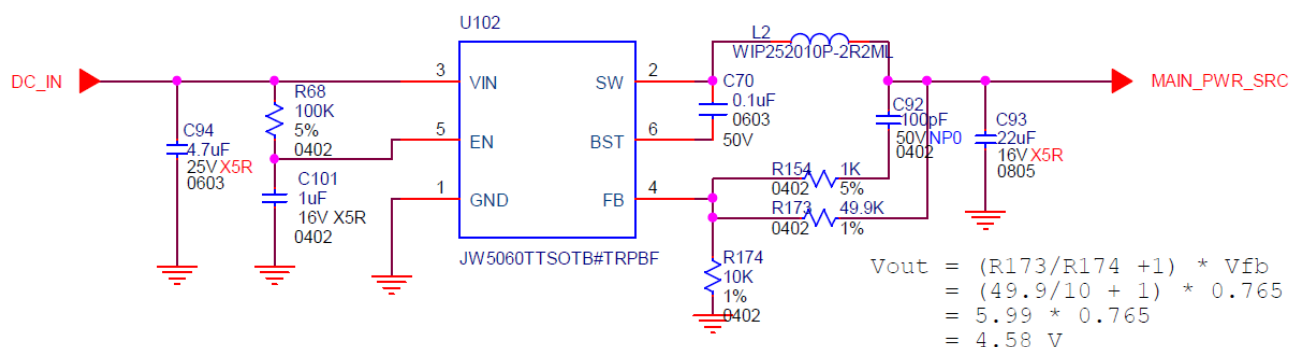 U102
L2
WIP252010P-2R2ML
DC_IN
3
VIN
SW
2
MAIN_PWR_SRC
R68
100K
5%
0402
C70
0.1uF
0603
50V
C92
100pF
50V NP0
0402
C94
4.7uF
25V X5R
0603
5
EN
BST
6
C93
22uF
16V X5R
0805
C101
1uF
16V X5R
0402
1
GND
FB
4
R154
1K
0402
5%
R173
49.9K
0402
1%
JW5060TTSOTB#TRPBF
R174
10K
1%
0402
Vout = (R173/R174 +1) * Vfb
= (49.9/10 + 1) * 0.765
= 5.99 * 0.765
= 4.58 V